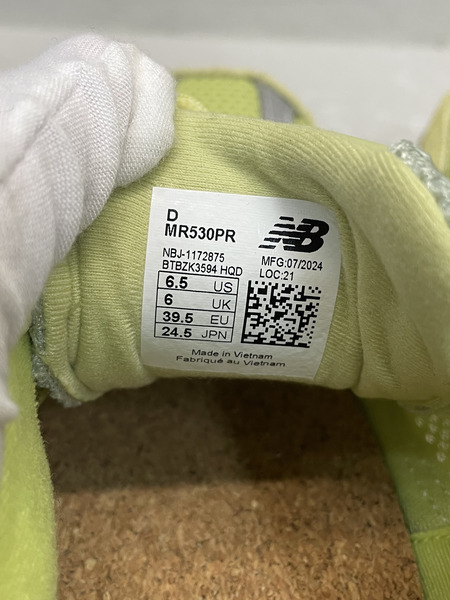 D
MR530PR
NB
NBJ-1172875
BTBZK3594 HQD
MFG:07/2024
LOC:21
6.5 US
6 UK
39.5 EU
24.5 JPN
Made in Vietnam
Fabriqué au Vietnam